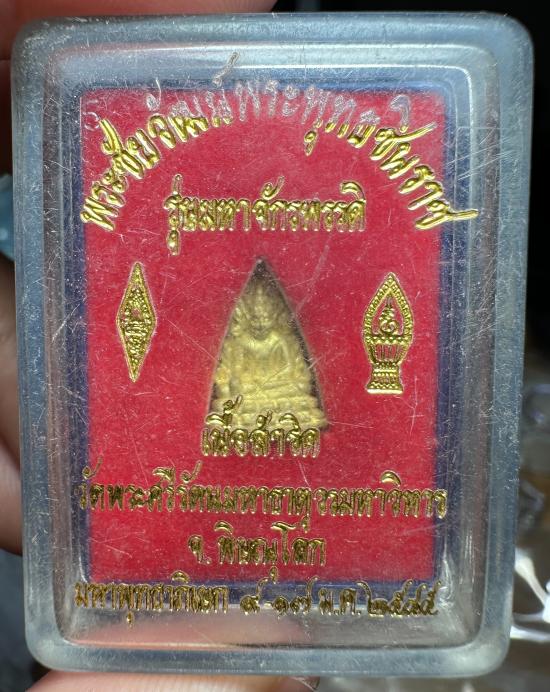 พระชัยวัฒน์พระพุทธชินราช
รุ่นมหาจักรพรรดิ
เนื้อสำริด
วัดพระศรีรัตนมหาธาตุวรมหาวิหาร
จ. พิษณุโลก
มหาพุทธาภิเษก ๙-๑๗ ม.ค. ๒๕๔๕